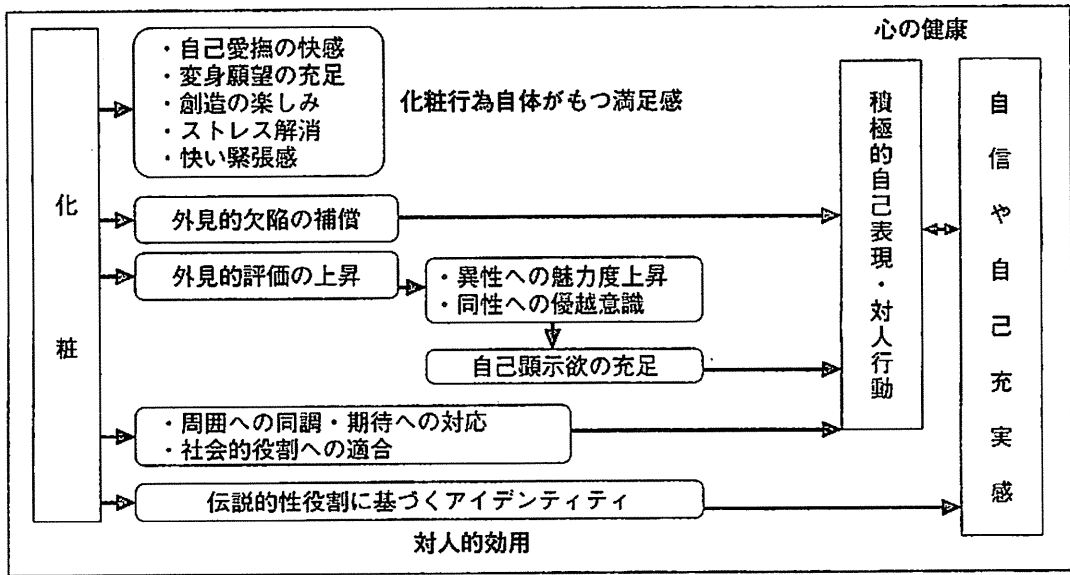 心の健康
化粧
・自己愛撫の快感
・変身願望の充足
・創造の楽しみ
・ストレス解消
・快い緊張感
化粧行為自体がもつ満足感
外見的欠陥の補償
外見的評価の上昇
・異性への魅力度上昇
・同性への優越意識
自己顕示欲の充足
・周囲への同調・期待への対応
・社会的役割への適合
伝説的性役割に基づくアイデンティティ
対人的効用
積極的自己表現・対人行動
自信や自己充実感